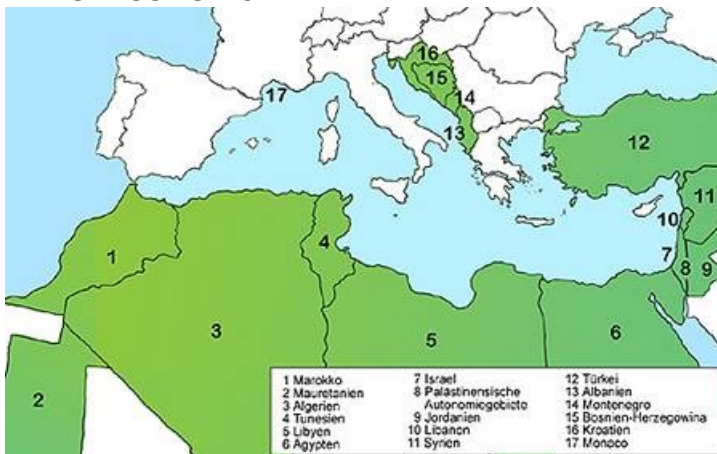 16
15
17
14
13
12
11
10
1
4
7
8
9
3
5
6
2
1 Marokko
2 Mauretanien
3 Algerien
4 Tunesien
5 Libyen
6 Ägypten
7 Israel
8 Palästinensische
Autonomiegebiete
9 Jordanien
10 Libanon
11 Syrien
12 Türkei
13 Albanien
14 Montenegro
15 Bosnien-Herzegowina
16 Kroatien
17 Monaco